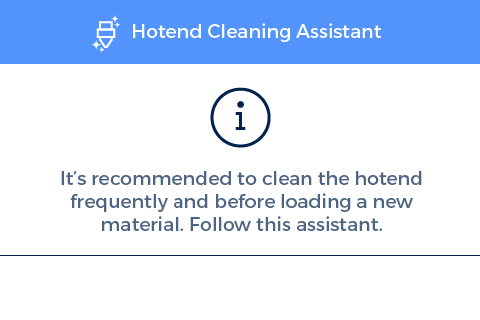 Hotend Cleaning Assistant
It’s recommended to clean the hotend
frequently and before loading a new
material. Follow this assistant.